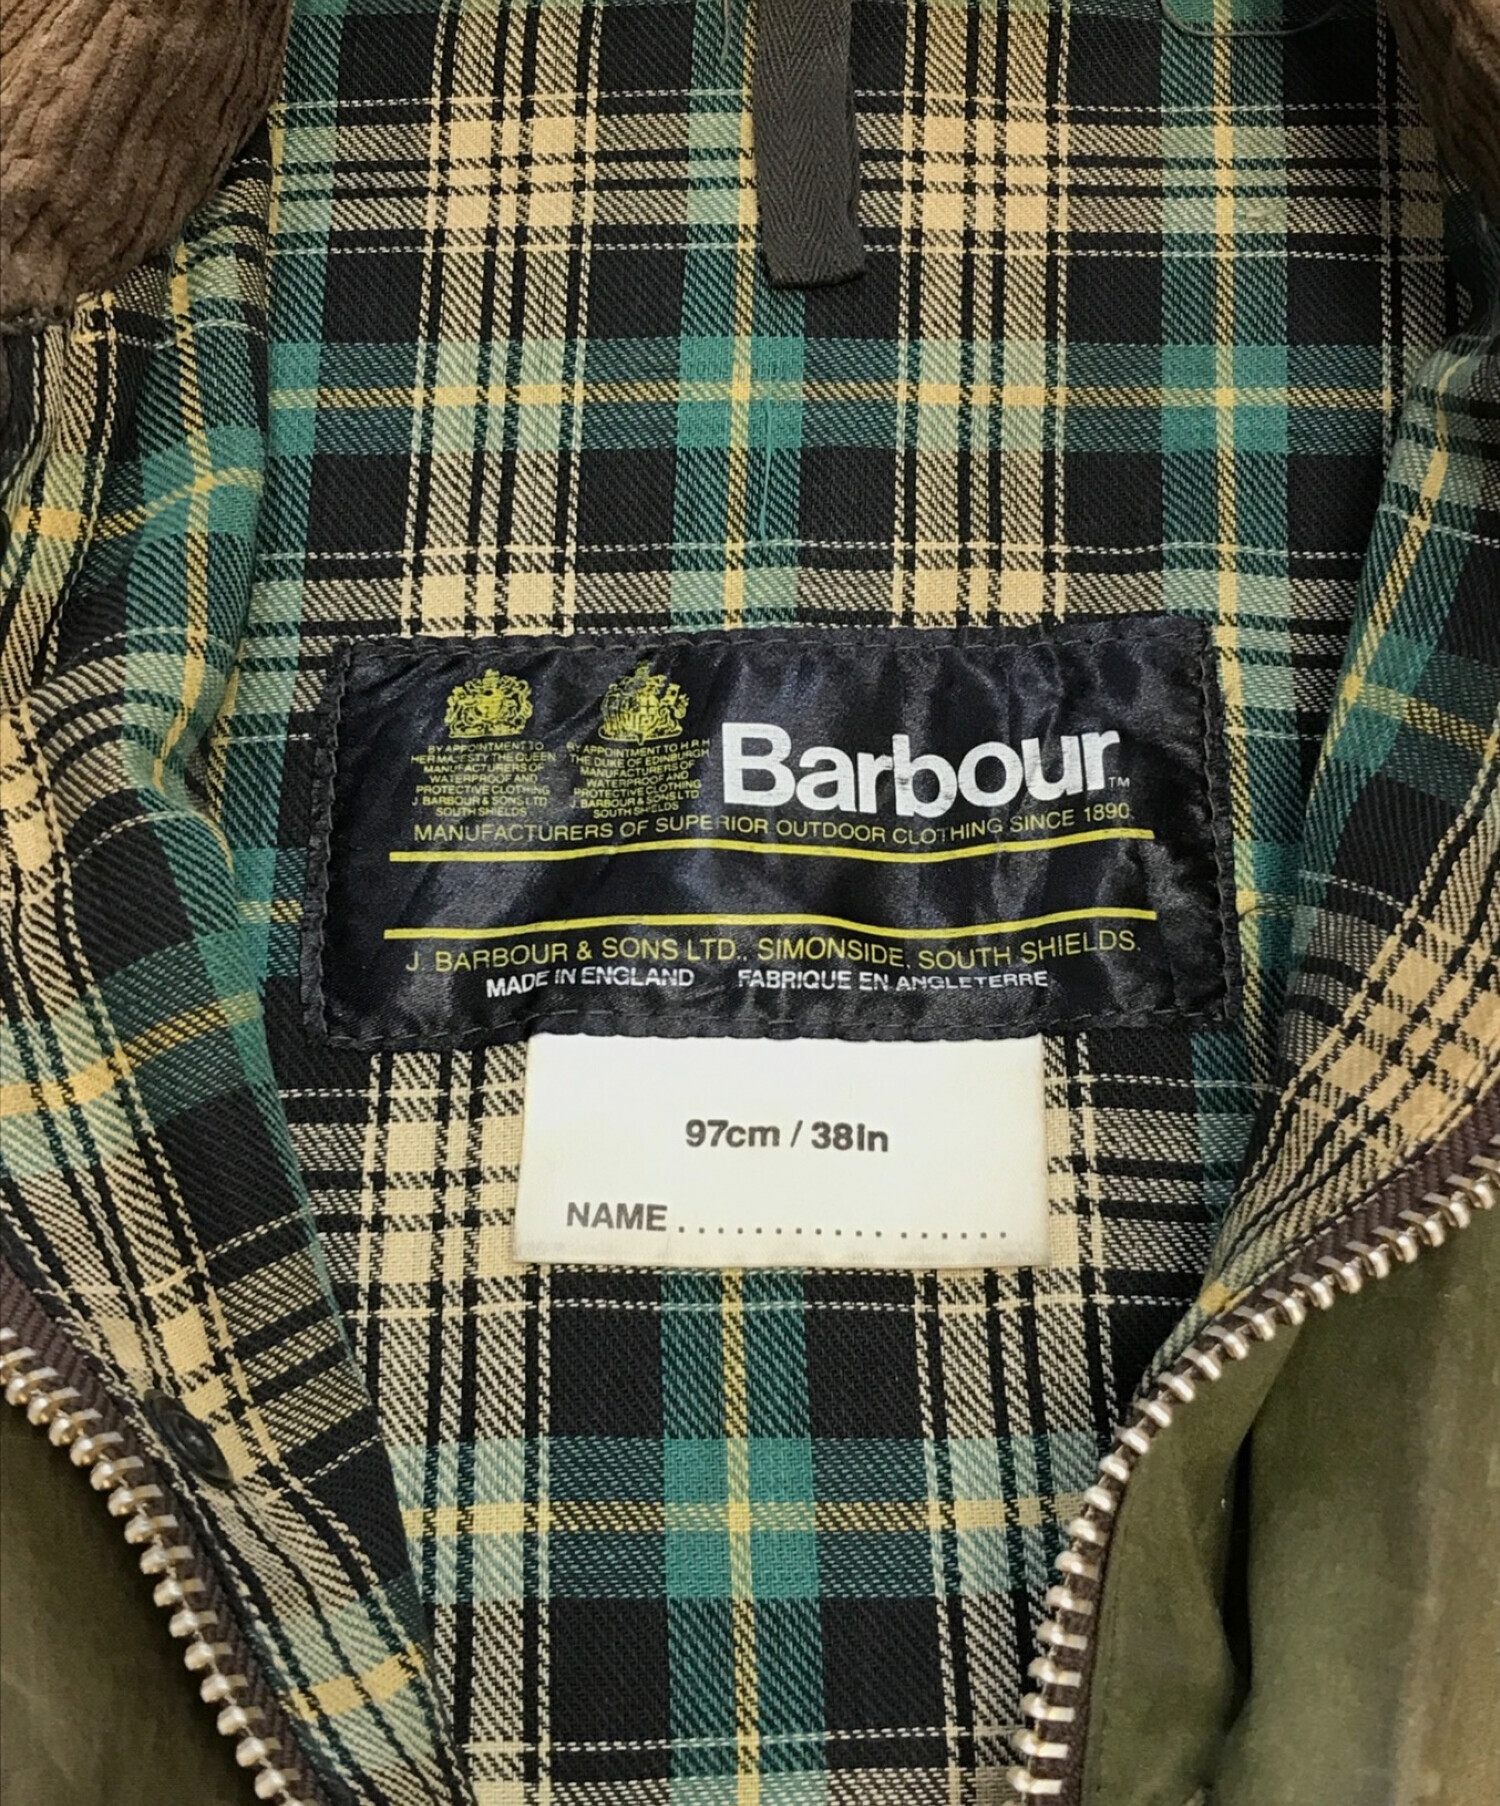 BY APPOINTMENT TO
HER MAJESTY THE QUEEN
MANUFACTURERS OF
WATERPROOF AND
PROTECTIVE CLOTHING
J. BARBOUR & SONS LTD
SOUTH SHIELDS
BY APPOINTMENT TO H.R.H
THE DUKE OF EDINBURGH
MANUFACTURERS OF
WATERPROOF AND
PROTECTIVE CLOTHING
J. BARBOUR & SONS LTD
SOUTH SHIELDS
Barbour™
MANUFACTURERS OF SUPERIOR OUTDOOR CLOTHING SINCE 1890.
J. BARBOUR & SONS LTD., SIMONSIDE, SOUTH SHIELDS.
MADE IN ENGLAND FABRIQUE EN ANGLETERRE
97cm / 38In
NAME.................